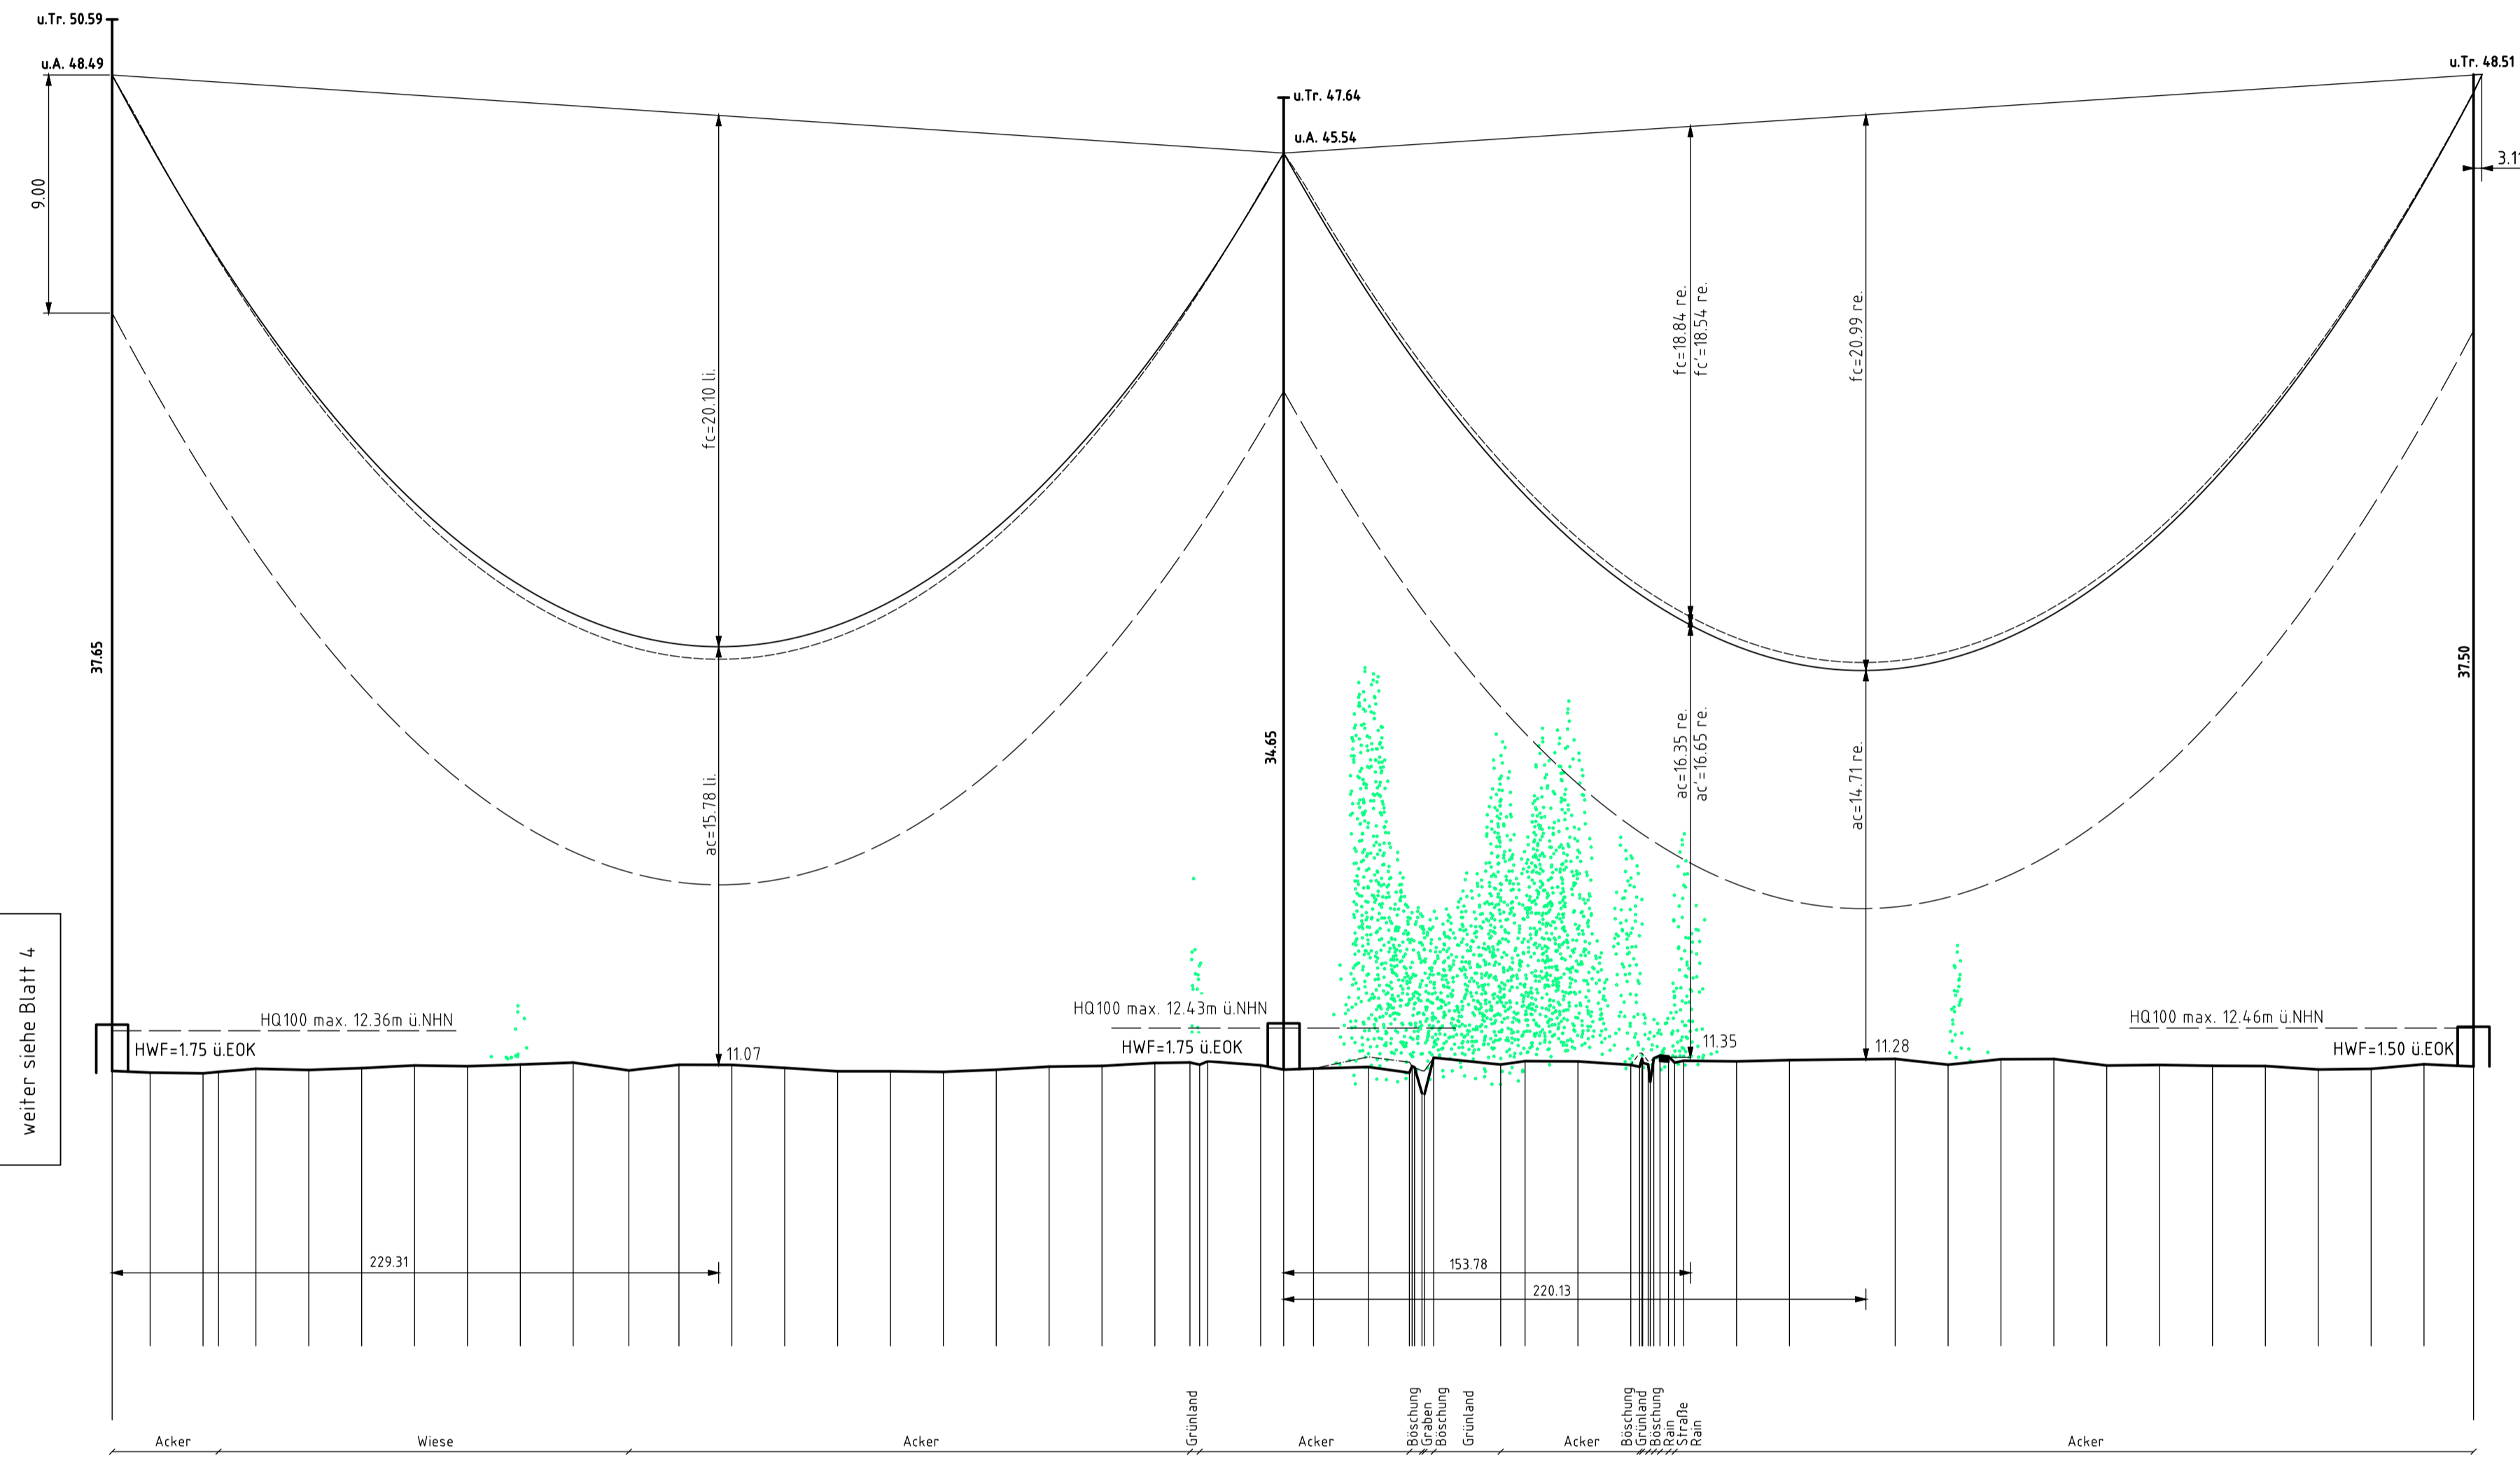 u.Tr. 50.59
u.A. 48.49
u.Tr. 47.64
u.A. 45.54
u.Tr. 48.51
9.00
fc=20.10 li.
fc=18.84 re.
fc'=18.54 re.
fc=20.99 re.
37.65
34.65
37.50
ac=15.78 li.
ac=16.35 re.
ac'=16.65 re.
ac=14.71 re.
weiter siehe Blatt 4
HQ100 max. 12.36m ü.NHN
HWF=1.75 ü.EOK
11.07
HQ100 max. 12.43m ü.NHN
HWF=1.75 ü.EOK
11.35
11.28
HQ100 max. 12.46m ü.NHN
HWF=1.50 ü.EOK
229.31
153.78
220.13
Acker
Wiese
Acker
Grünland
Acker
Böschung
Graben
Böschung
Grünland
Acker
Böschung
Grünland
Böschung
Rain
Straße
Rain
Acker